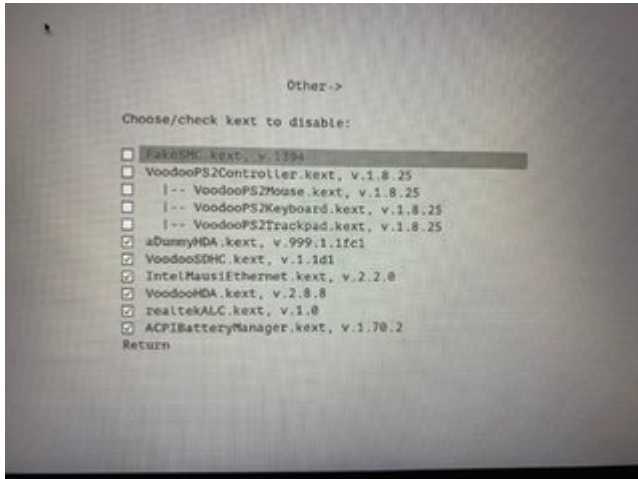 Other->
Choose/check kext to disable:
FakeSMC.kext, v.1394
VoodooPS2Controller.kext, v.1.8.25
|-- VoodooPS2Mouse.kext, v.1.8.25
|-- VoodooPS2Keyboard.kext, v.1.8.25
|-- VoodooPS2Trackpad.kext, v.1.8.25
aDummyHDA.kext, v.999.1.1fc1
VoodooSDHC.kext, v.1.1d1
IntelMausiEthernet.kext, v.2.2.0
VoodooHDA.kext, v.2.8.8
realtekALC.kext, v.1.0
ACPIBatteryManager.kext, v.1.70.2
Return